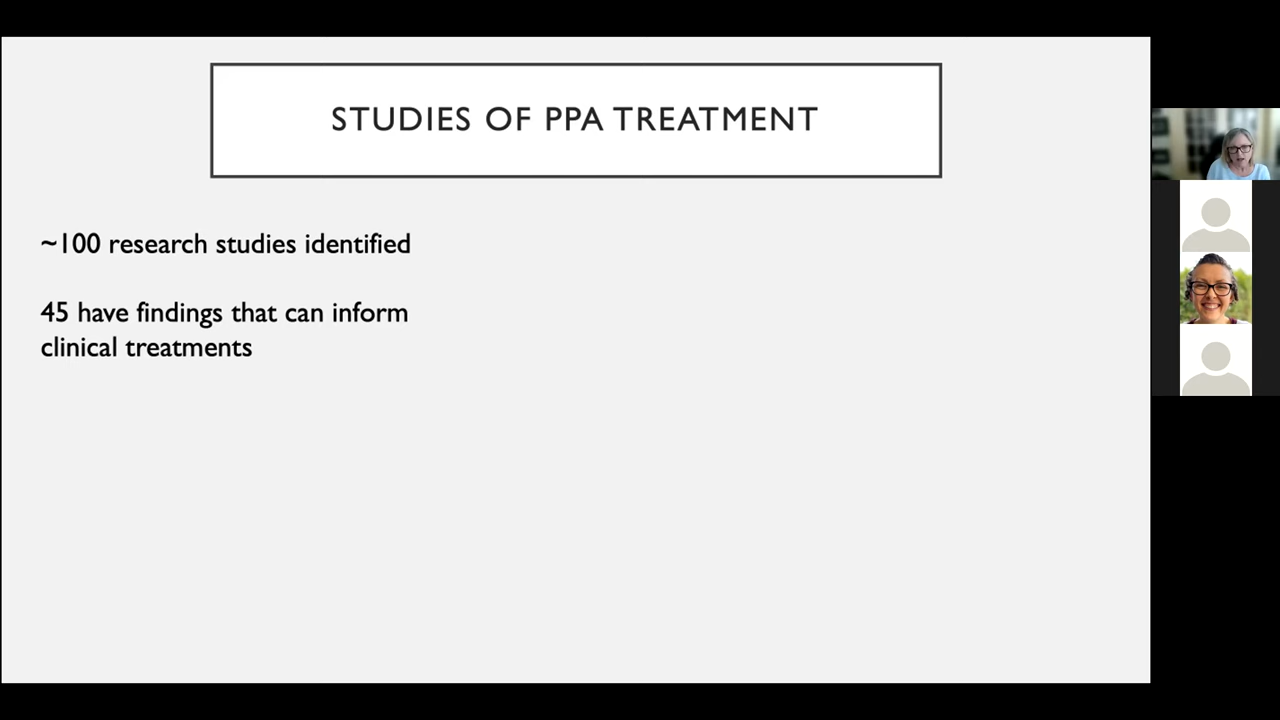 STUDIES OF PPA TREATMENT
~100 research studies identified
45 have findings that can inform
clinical treatments